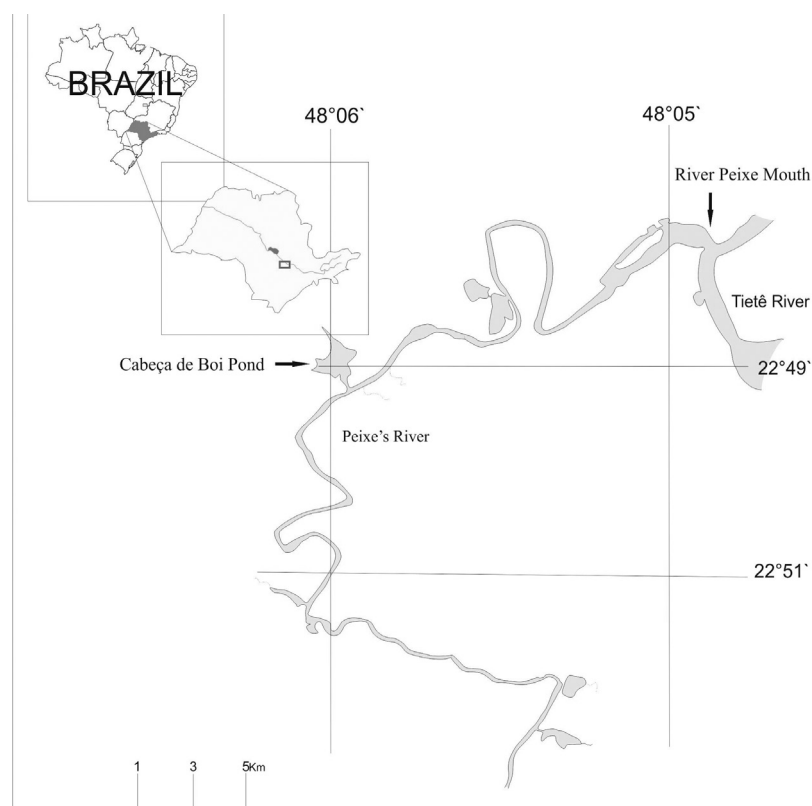 BRAZIL
48°06`
48°05`
River Peixe Mouth
Tietê River
Cabeça de Boi Pond
22°49`
Peixe's River
22°51`
1 3 5Km